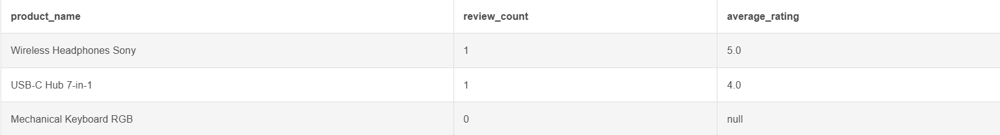 product_name review_count average_rating
Wireless Headphones Sony 1 5.0
USB-C Hub 7-in-1 1 4.0
Mechanical Keyboard RGB 0 null